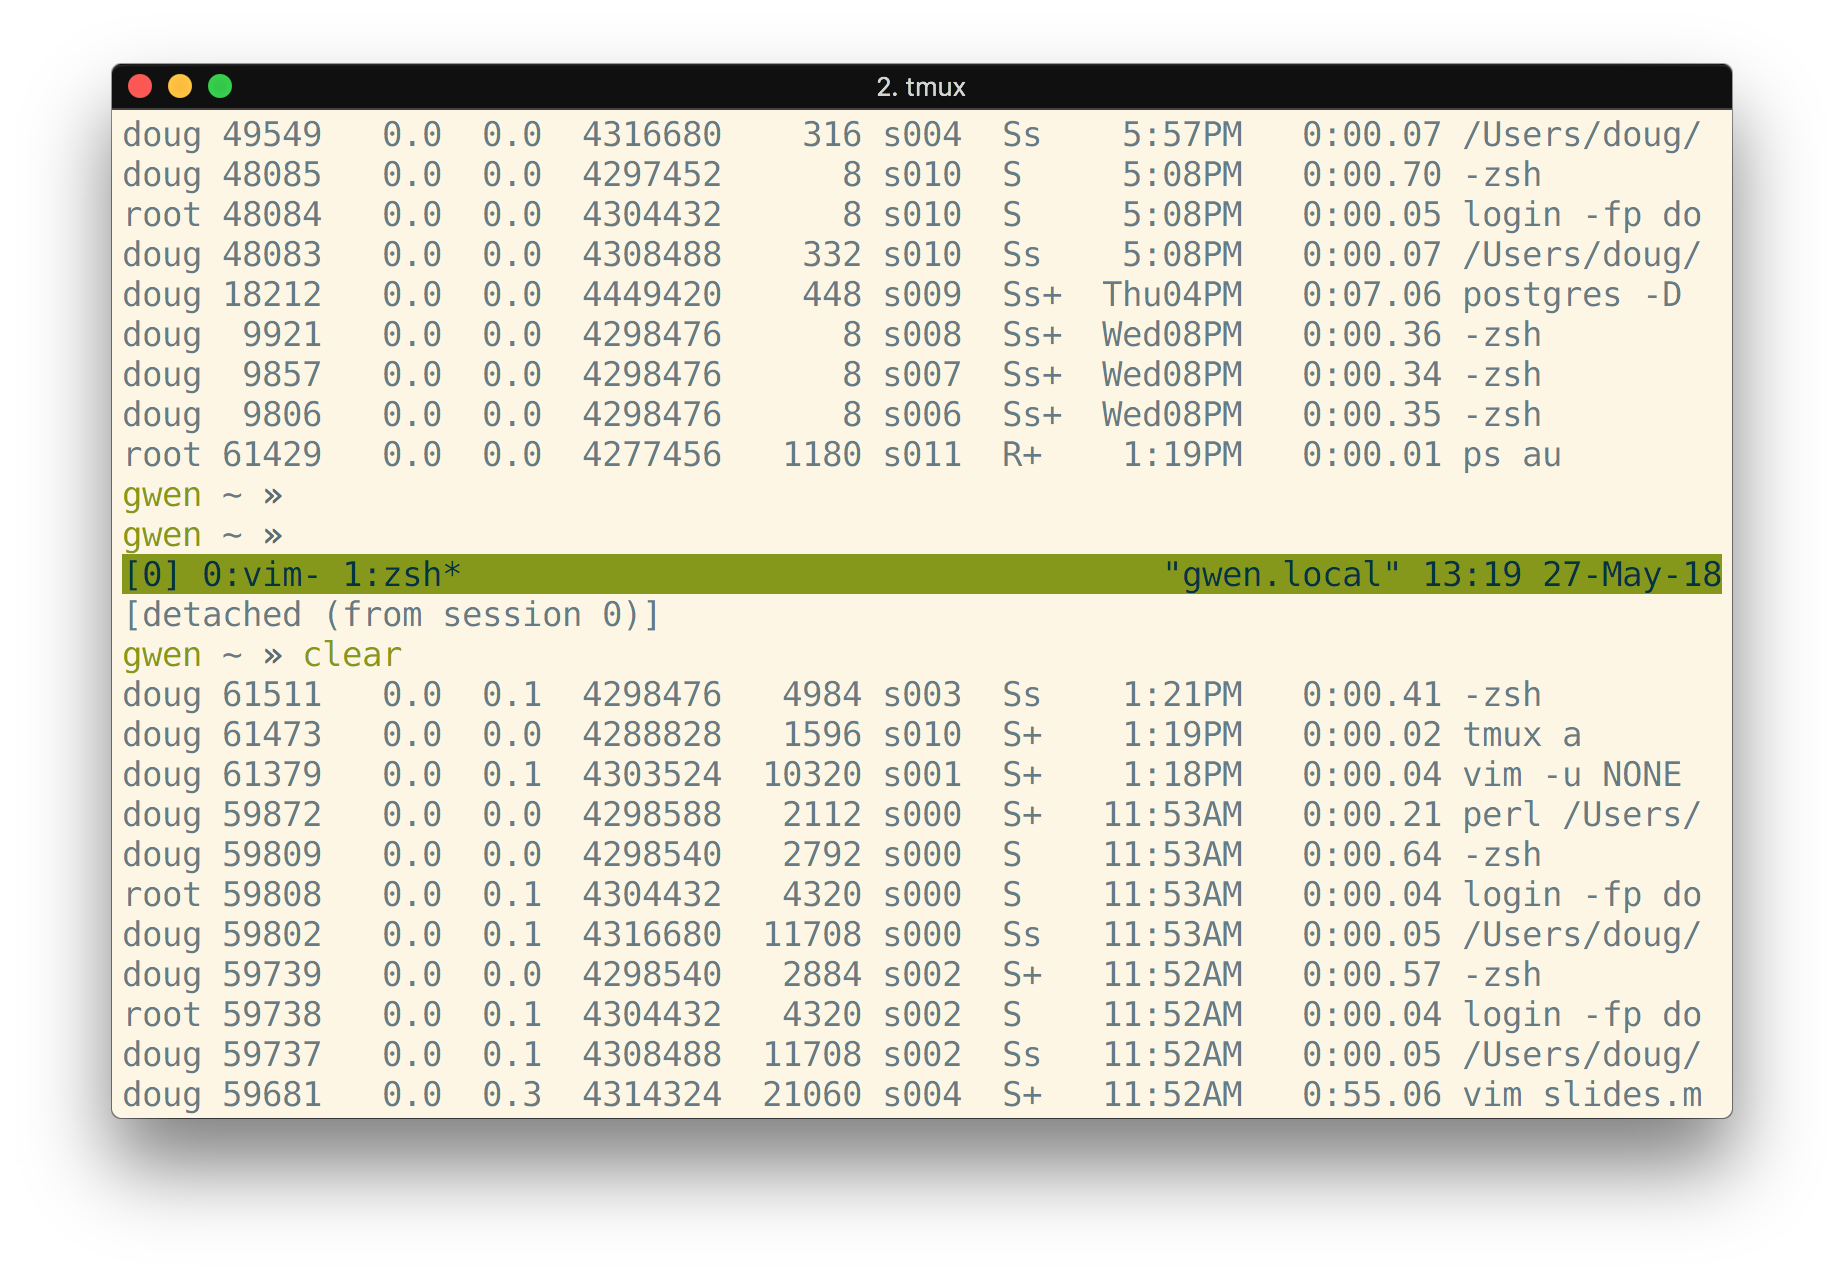 2. tmux
doug 49549   0.0  0.0  4316680    316 s004  Ss    5:57PM   0:00.07 /Users/doug/
doug 48085   0.0  0.0  4297452      8 s010  S     5:08PM   0:00.70 -zsh
root 48084   0.0  0.0  4304432      8 s010  S     5:08PM   0:00.05 login -fp do
doug 48083   0.0  0.0  4308488    332 s010  Ss    5:08PM   0:00.07 /Users/doug/
doug 18212   0.0  0.0  4449420    448 s009  Ss+  Thu04PM   0:07.06 postgres -D
doug  9921   0.0  0.0  4298476      8 s008  Ss+  Wed08PM   0:00.36 -zsh
doug  9857   0.0  0.0  4298476      8 s007  Ss+  Wed08PM   0:00.34 -zsh
doug  9806   0.0  0.0  4298476      8 s006  Ss+  Wed08PM   0:00.35 -zsh
root 61429   0.0  0.0  4277456   1180 s011  R+    1:19PM   0:00.01 ps au
gwen ~ »
gwen ~ »
[0] 0:vim- 1:zsh*                                   "gwen.local" 13:19 27-May-18
[detached (from session 0)]
gwen ~ » clear
doug 61511   0.0  0.1  4298476   4984 s003  Ss    1:21PM   0:00.41 -zsh
doug 61473   0.0  0.0  4288828   1596 s010  S+    1:19PM   0:00.02 tmux a
doug 61379   0.0  0.1  4303524  10320 s001  S+    1:18PM   0:00.04 vim -u NONE
doug 59872   0.0  0.0  4298588   2112 s000  S+   11:53AM   0:00.21 perl /Users/
doug 59809   0.0  0.0  4298540   2792 s000  S    11:53AM   0:00.64 -zsh
root 59808   0.0  0.1  4304432   4320 s000  S    11:53AM   0:00.04 login -fp do
doug 59802   0.0  0.1  4316680  11708 s000  Ss   11:53AM   0:00.05 /Users/doug/
doug 59739   0.0  0.0  4298540   2884 s002  S+   11:52AM   0:00.57 -zsh
root 59738   0.0  0.1  4304432   4320 s002  S    11:52AM   0:00.04 login -fp do
doug 59737   0.0  0.1  4308488  11708 s002  Ss   11:52AM   0:00.05 /Users/doug/
doug 59681   0.0  0.3  4314324  21060 s004  S+   11:52AM   0:55.06 vim slides.m